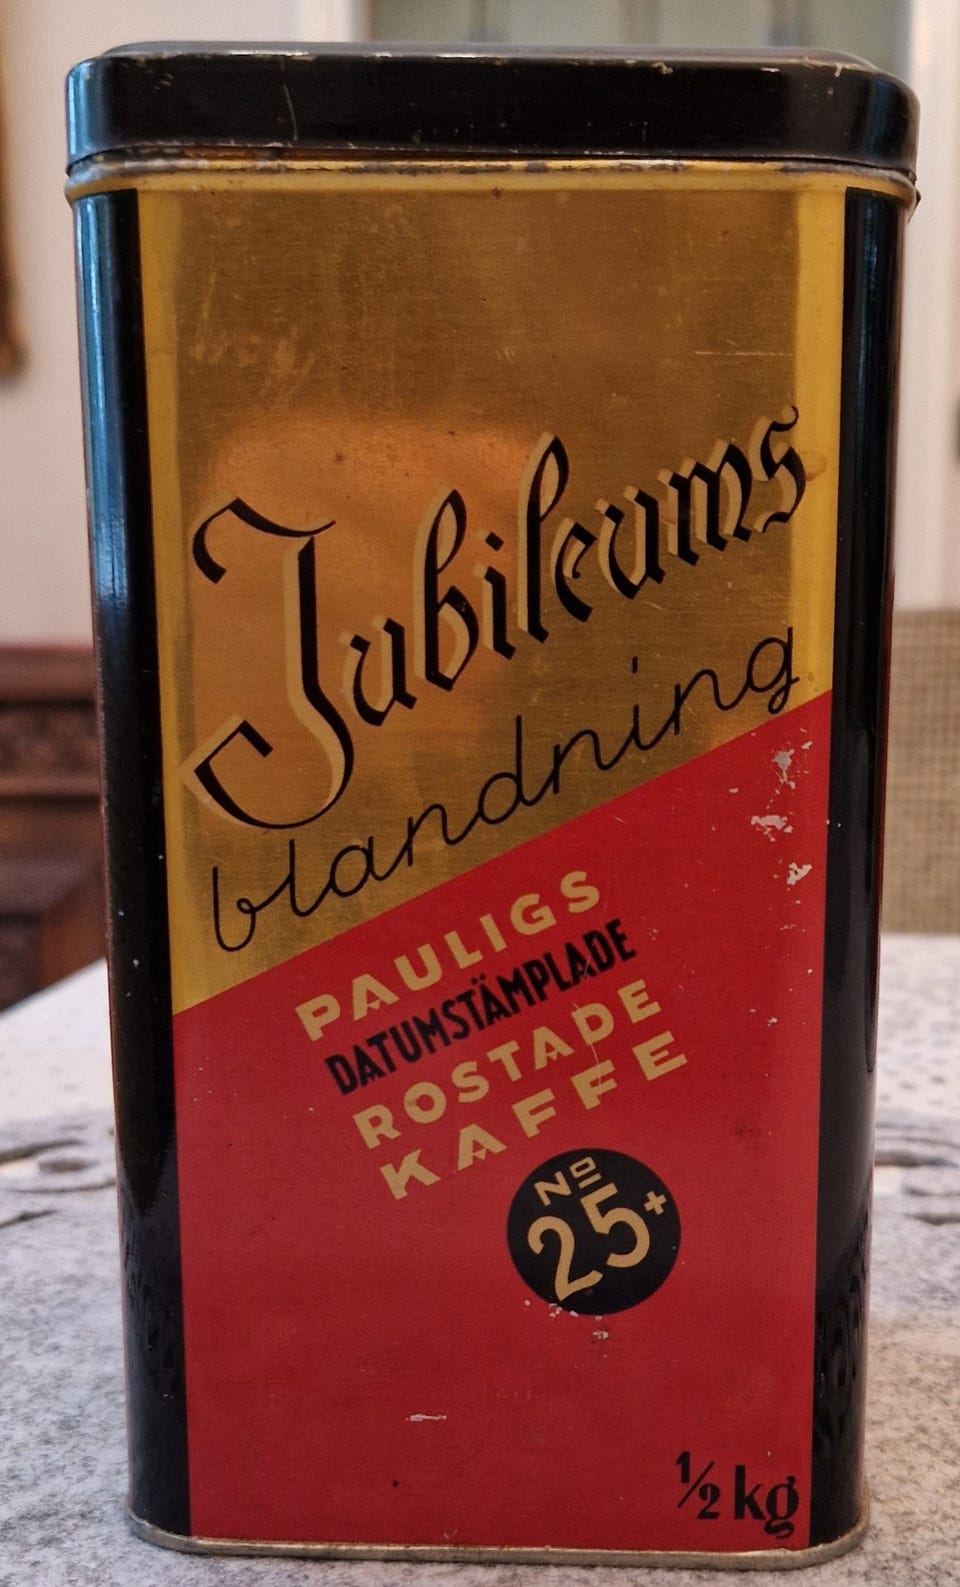 Jubileums
blandning
PAULIGS
DATUMSTÄMPLADE
ROSTADE
KAFFE
No
25+
½ kg